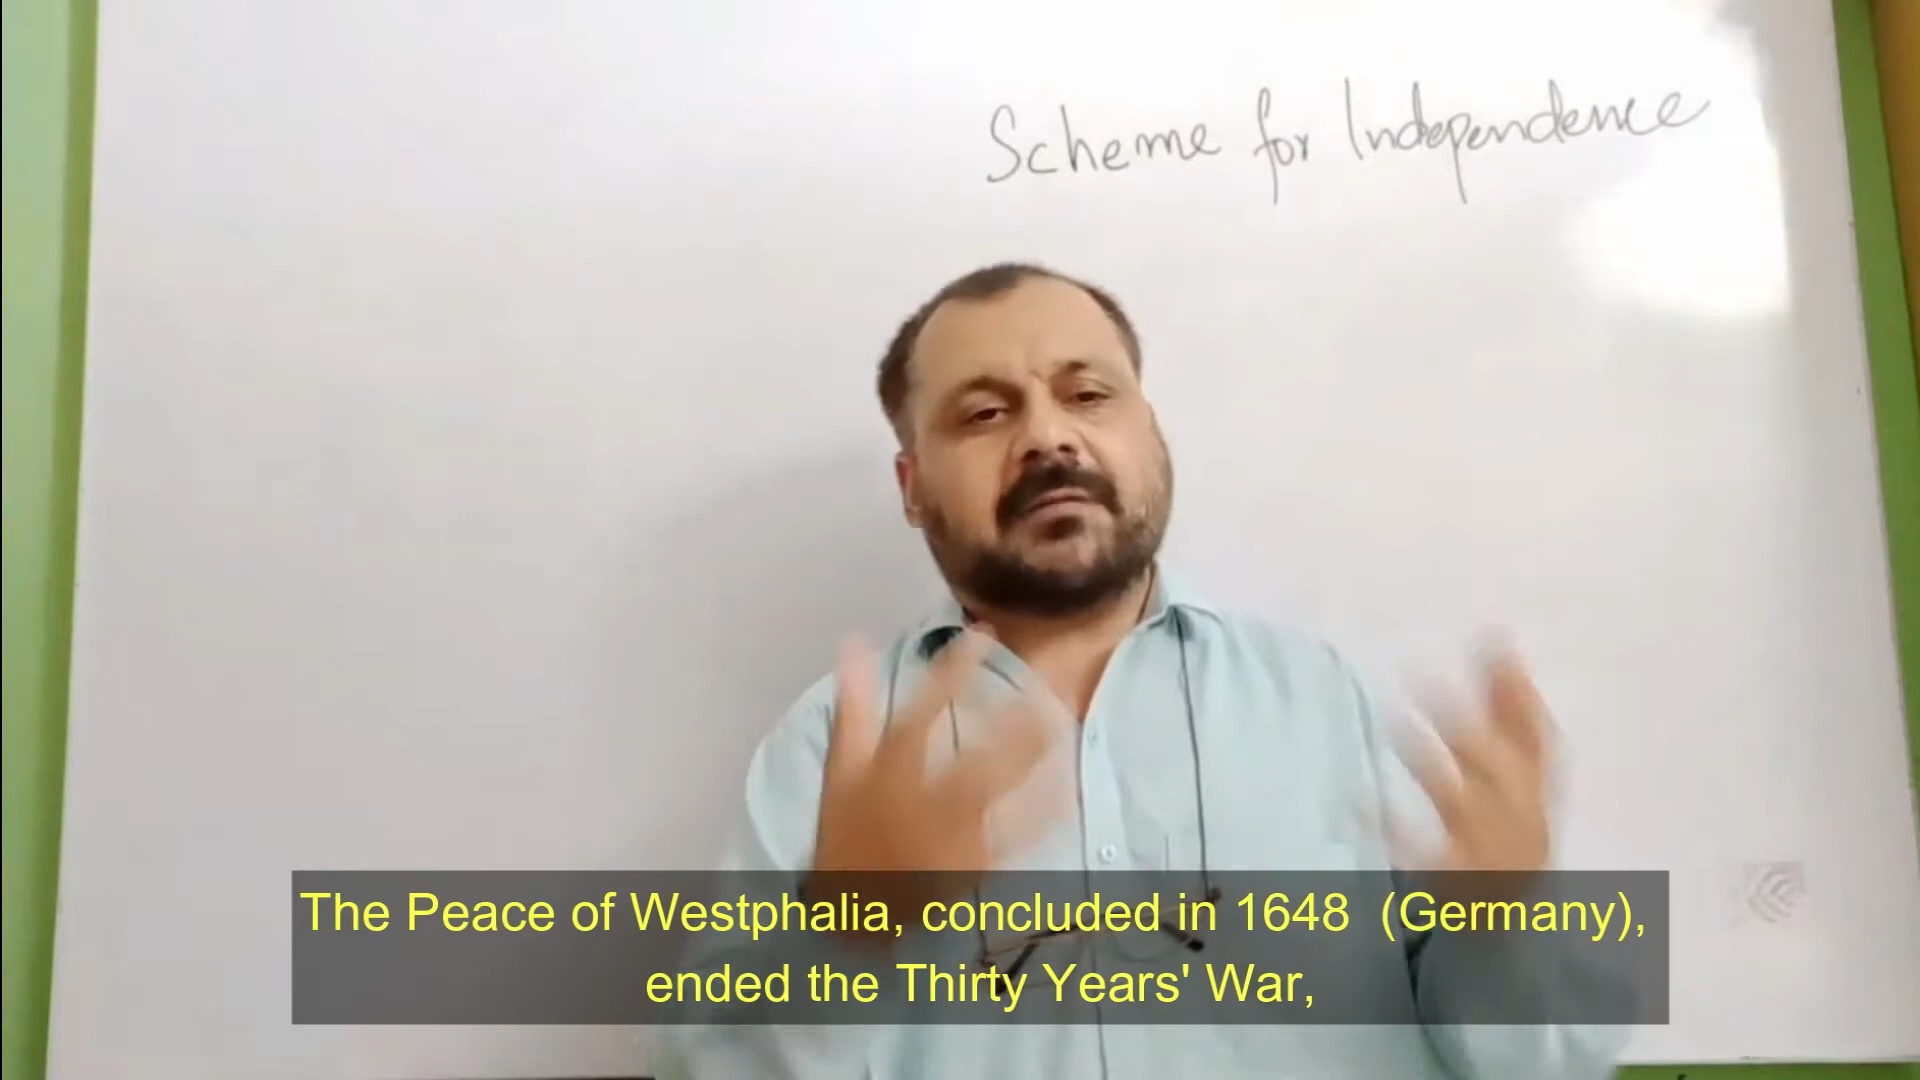 Scheme for Independence
The Peace of Westphalia, concluded in 1648 (Germany),
ended the Thirty Years' War,